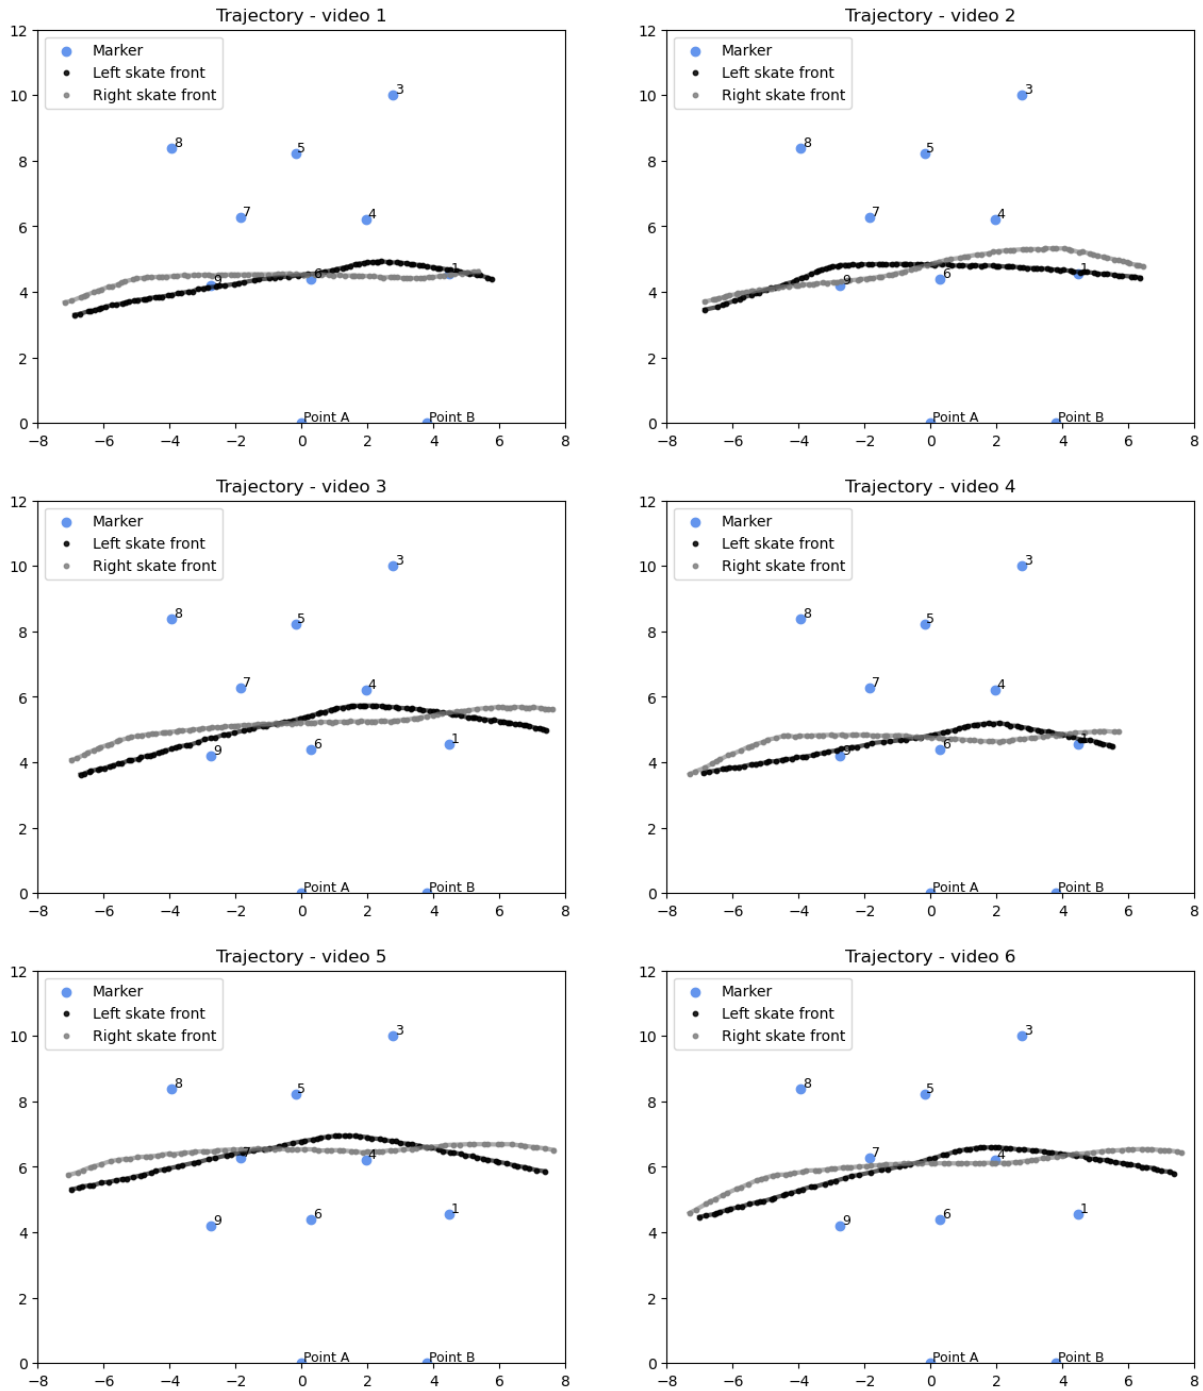 Trajectory - video 1
12
10
8
6
4
2
0
Marker
Left skate front
Right skate front
3
8
5
7
4
9
6
1
Point A
Point B
−8 −6 −4 −2 0 2 4 6 8
Trajectory - video 2
12
10
8
6
4
2
0
Marker
Left skate front
Right skate front
3
8
5
7
4
9
6
1
Point A
Point B
−8 −6 −4 −2 0 2 4 6 8
Trajectory - video 3
12
10
8
6
4
2
0
Marker
Left skate front
Right skate front
3
8
5
7
4
9
6
1
Point A
Point B
−8 −6 −4 −2 0 2 4 6 8
Trajectory - video 4
12
10
8
6
4
2
0
Marker
Left skate front
Right skate front
3
8
5
7
4
9
6
1
Point A
Point B
−8 −6 −4 −2 0 2 4 6 8
Trajectory - video 5
12
10
8
6
4
2
0
Marker
Left skate front
Right skate front
3
8
5
7
4
9
6
1
Point A
Point B
−8 −6 −4 −2 0 2 4 6 8
Trajectory - video 6
12
10
8
6
4
2
0
Marker
Left skate front
Right skate front
3
8
5
7
4
9
6
1
Point A
Point B
−8 −6 −4 −2 0 2 4 6 8